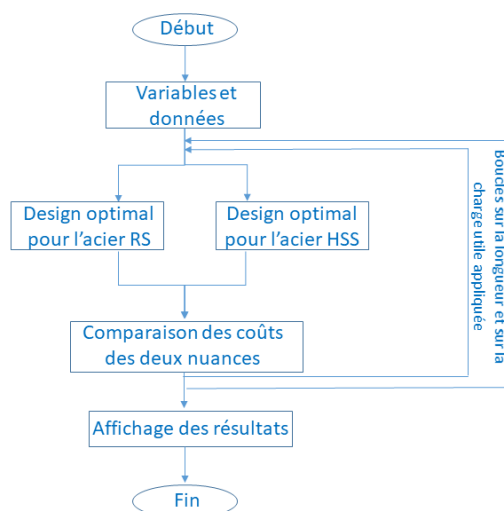 Début
Variables et
données
Design optimal
pour l'acier RS
Design optimal
pour l'acier HSS
Boucles sur la longueur et sur la
charge utile appliquée
Comparaison des coûts
des deux nuances
Affichage des résultats
Fin